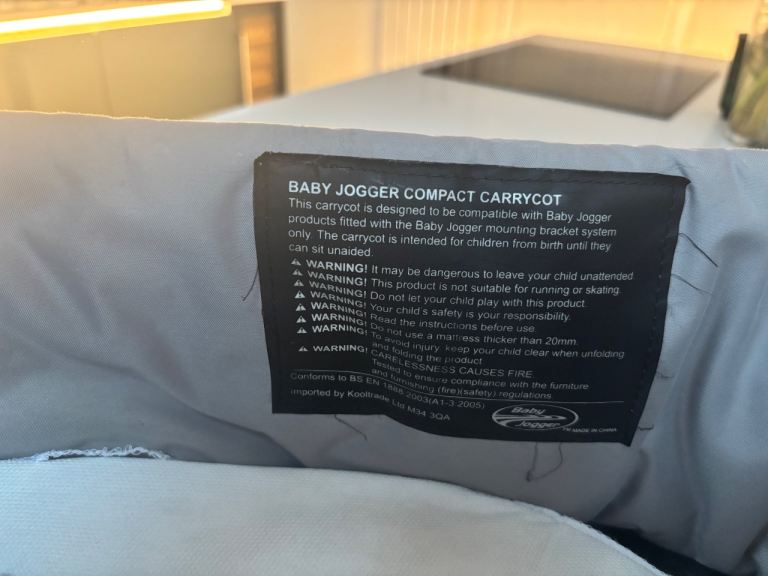 BABY JOGGER COMPACT CARRYCOT
This carrycot is designed to be compatible with Baby Jogger
products fitted with the Baby Jogger mounting bracket system
only. The carrycot is intended for children from birth until they
can sit unaided.
WARNING! It may be dangerous to leave your child unattended.
WARNING! This product is not suitable for running or skating.
WARNING! Do not let your child play with this product.
WARNING! Your child's safety is your responsibility.
WARNING! Read the instructions before use.
WARNING! Do not use a mattress thicker than 20mm.
WARNING! To avoid injury, keep your child clear when unfolding
and folding the product.
CARELESSNESS CAUSES FIRE.
Tested to ensure compliance with the furniture
and furnishing (fire)(safety) regulations.
Conforms to BS EN 1888:2003(A1-3:2005)
Imported by Kooltrade Ltd M34 3QA
Baby
Jogger
TM MADE IN CHINA